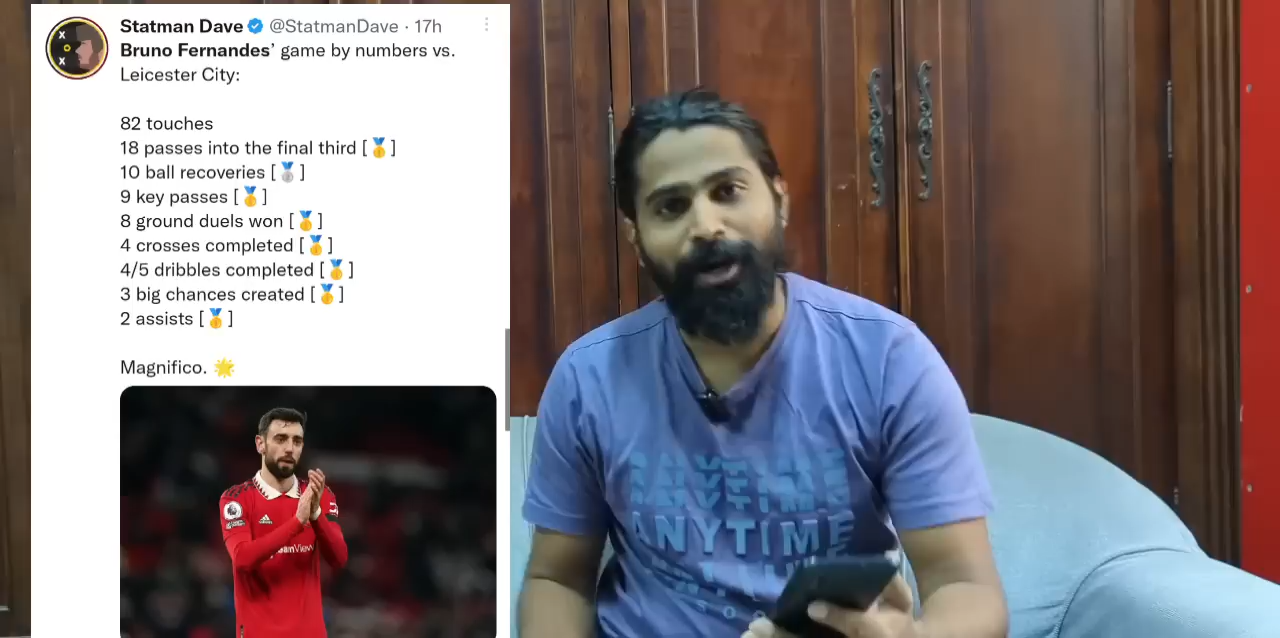 Statman Dave @StatmanDave · 17h
Bruno Fernandes' game by numbers vs.
Leicester City:
82 touches
18 passes into the final third [🥇]
10 ball recoveries [🥈]
9 key passes [🥇]
8 ground duels won [🥇]
4 crosses completed [🥇]
4/5 dribbles completed [🥇]
3 big chances created [🥇]
2 assists [🥇]
Magnifico. 🌟
ANYTIME
ANYTIME
ANYTIME